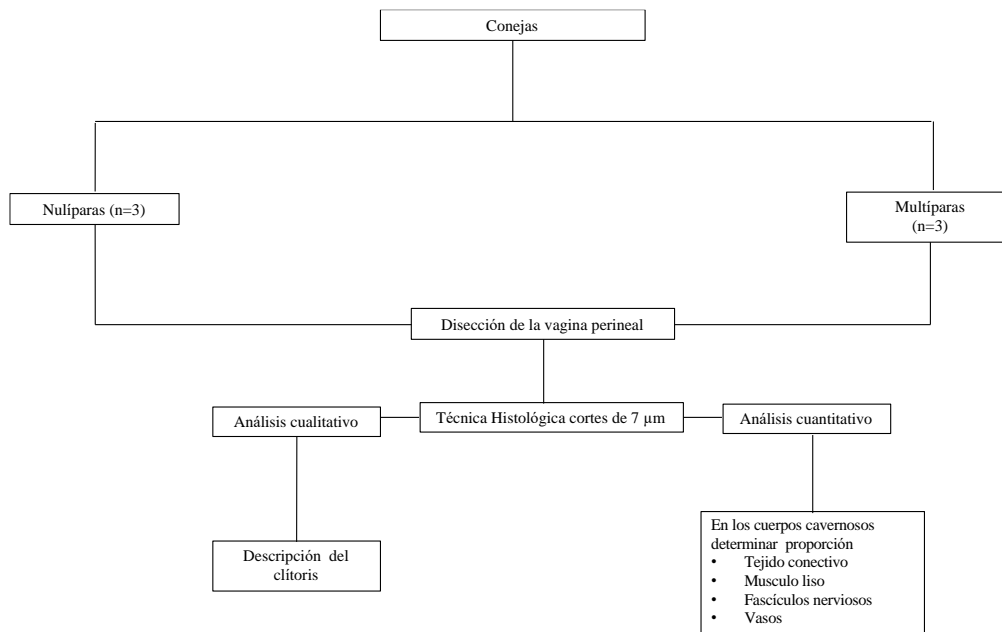 Conejas
Nulíparas (n=3)
Multíparas
(n=3)
Disección de la vagina perineal
Análisis cualitativo
Técnica Histológica cortes de 7 µm
Análisis cuantitativo
Descripción del
clítoris
En los cuerpos cavernosos
determinar proporción
• Tejido conectivo
• Musculo liso
• Fascículos nerviosos
• Vasos